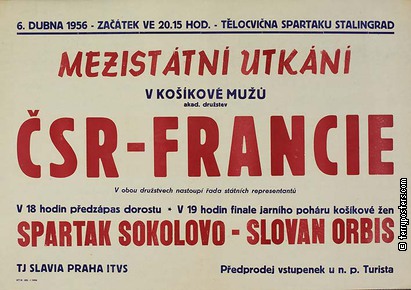 6. DUBNA 1956 - ZAČÁTEK VE 20.15 HOD. - TĚLOCVIČNA SPARTAKU STALINGRAD
MEZISTÁTNÍ UTKÁNÍ
V KOŠÍKOVÉ MUŽŮ
akad. družstev
ČSR-FRANCIE
V obou družstvech nastoupí řada státních representantů
V 18 hodin předzápas dorostu • V 19 hodin finale jarního poháru košíkové žen
SPARTAK SOKOLOVO - SLOVAN ORBIS
TJ SLAVIA PRAHA ITVS
Předprodej vstupenek u n. p. Turista
© terryposters.com